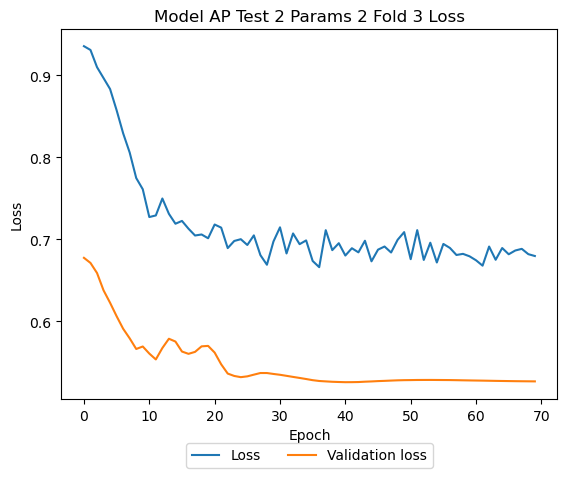 Model AP Test 2 Params 2 Fold 3 Loss
0.9
0.8
0.7
0.6
Loss
0 10 20 30 40 50 60 70
Epoch
Loss Validation loss